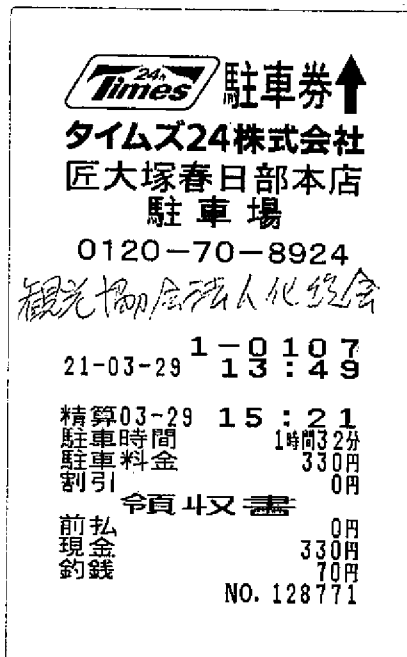 24h
Times 駐車券↑
タイムズ24株式会社
匠大塚春日部本店
駐車場
0120-70-8924
観光協会法人化総会
1-0107
21-03-29 13:49
精算03-29 15:21
駐車時間 1時間32分
駐車料金 330円
割引 0円
領収書
前払 0円
現金 330円
釣銭 70円
NO. 128771